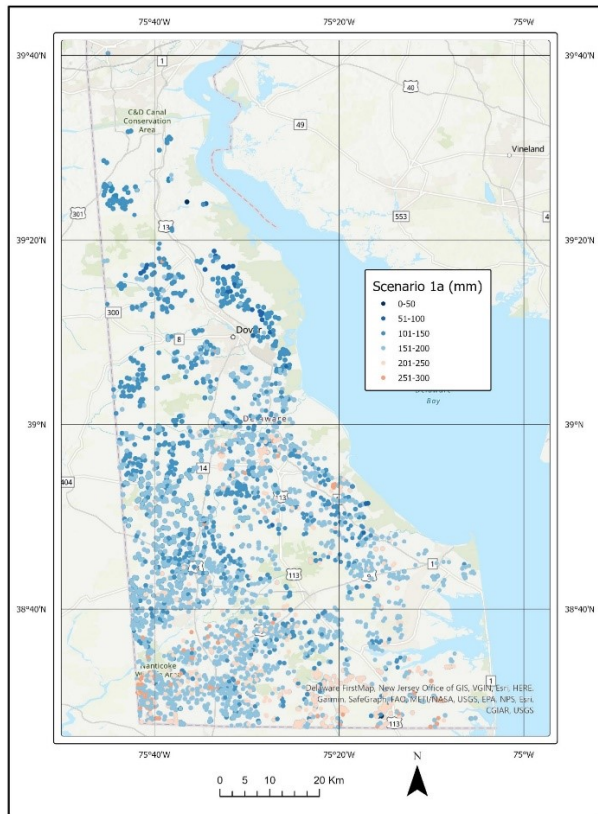 75°40'W 75°20'W 75°W
39°40'N 39°40'N
1
40
C&D Canal
Conservation
Area
49
Vineland
301
553
13
39°20'N 39°20'N
Scenario 1a (mm)
0-50
51-100
101-150
151-200
201-250
251-300
300
8
Dover
Bay
39°N 39°N
Delaware
14
404
113
113
1
38°40'N 38°40'N
Nanticoke
1
Delaware FirstMap, New Jersey Office of GIS, VGIN, Esri, HERE,
Garmin, SafeGraph, FAO, METI/NASA, USGS, EPA, NPS, Esri,
CGIAR, USGS
113
75°40'W 75°20'W 75°W
N
0 5 10 20 Km